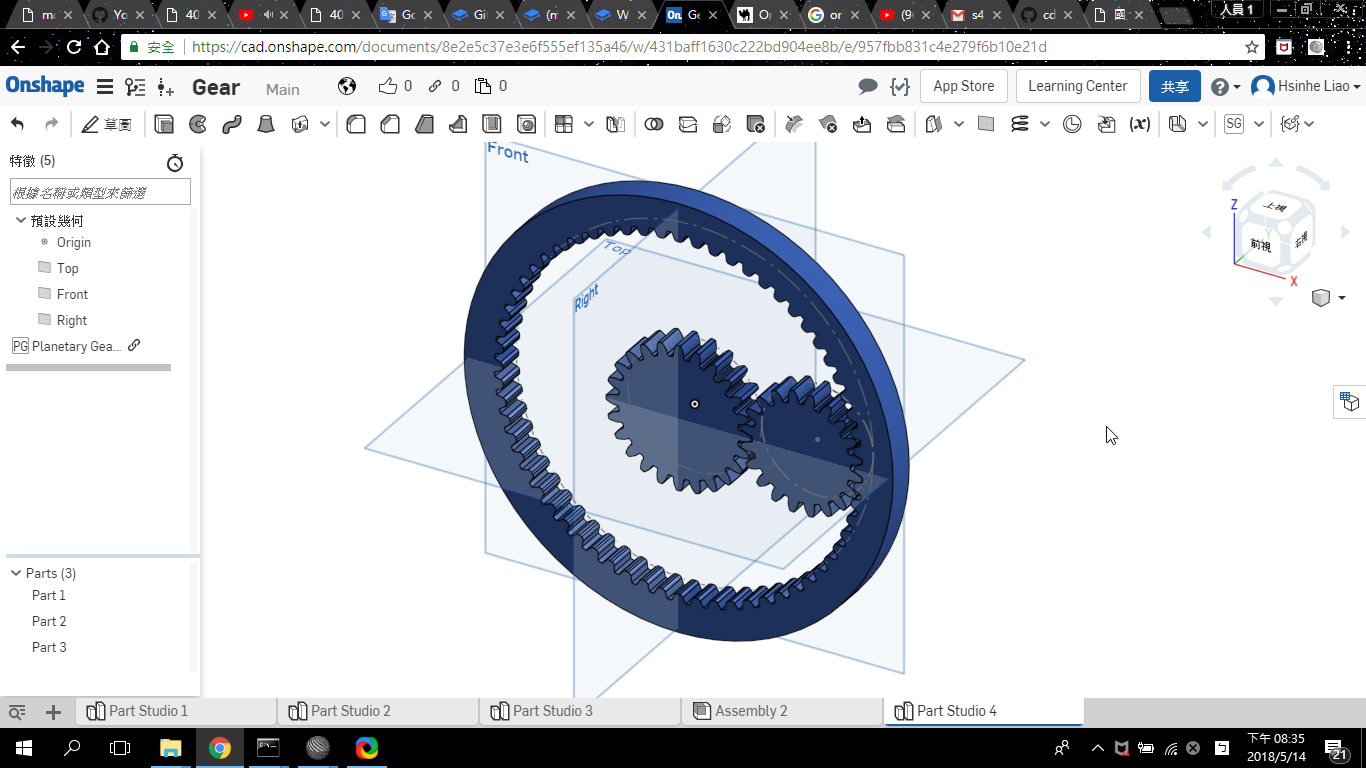 m
Yo
40
40
Go
Git
(m
W
Ge
O
or
(9
s4
cd
人員 1
安全
https://cad.onshape.com/documents/8e2e5c37e3e6f555ef135a46/w/431baff1630c222bd904ee8b/e/957fbb831c4e279f6b10e21d
Onshape
Gear
Main
0
0
0
App Store
Learning Center
共享
Hsinhe Liao
草圖
(x)
SG
特徵 (5)
根據名稱或類型來篩選
預設幾何
Origin
Top
Front
Right
PG Planetary Gea...
Parts (3)
Part 1
Part 2
Part 3
Front
Top
Right
Z
上視
Y
前視
右視
X
Part Studio 1
Part Studio 2
Part Studio 3
Assembly 2
Part Studio 4
下午 08:35
2018/5/14
21